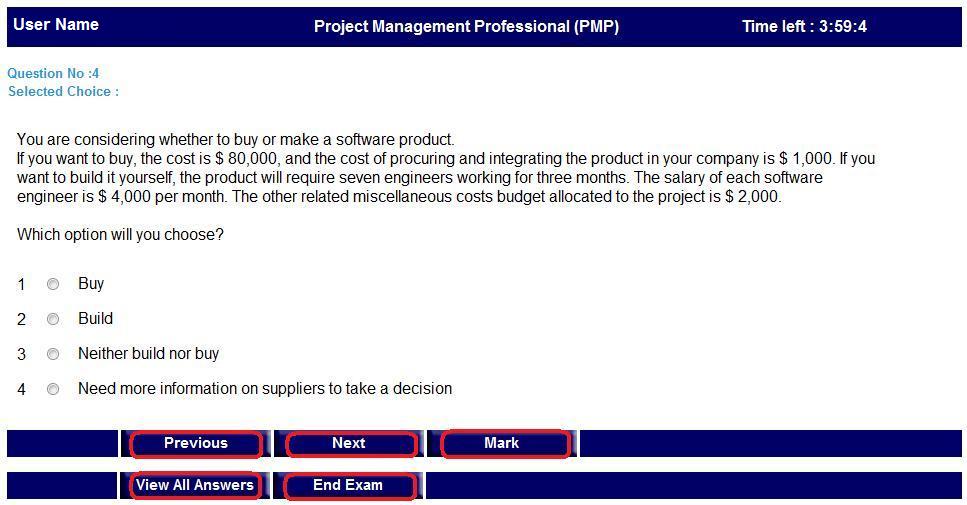 User Name Project Management Professional (PMP) Time left : 3:59:4
Question No :4
Selected Choice :
You are considering whether to buy or make a software product.
If you want to buy, the cost is $ 80,000, and the cost of procuring and integrating the product in your company is $ 1,000. If you
want to build it yourself, the product will require seven engineers working for three months. The salary of each software
engineer is $ 4,000 per month. The other related miscellaneous costs budget allocated to the project is $ 2,000.
Which option will you choose?
1 Buy
2 Build
3 Neither build nor buy
4 Need more information on suppliers to take a decision
Previous Next Mark
View All Answers End Exam